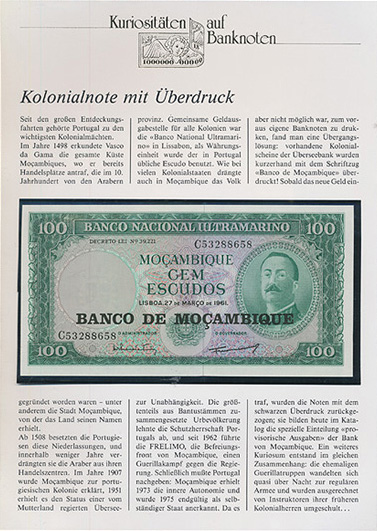 Kuriositäten auf
Banknoten
1000000
Kolonialnote mit Überdruck
Seit den großen Entdeckungs-
fahrten gehörte Portugal zu den
wichtigsten Kolonialmächten.
Im Jahre 1498 erkundete Vasco
da Gama die gesamte Küste
Moçambiques, wo er bereits
Handelsplätze antraf, die im 10.
Jahrhundert von den Arabern
gegründet worden waren – unter
anderem die Stadt Moçambique,
von der das Land seinen Namen
erhielt.
Ab 1508 besetzten die Portugie-
sen diese Niederlassungen, und
innerhalb weniger Jahre ver-
drängten sie die Araber aus ihren
Handelszentren. Im Jahre 1907
wurde Moçambique zur portu-
giesischen Kolonie erklärt, 1951
erhielt es den Status einer vom
Mutterland regierten Übersee-
provinz. Gemeinsame Geldaus-
gabestelle für alle Kolonien war
die «Banco National Ultramari-
no» in Lissabon, als Währungs-
einheit wurde der in Portugal
übliche Escudo benutzt. Wie bei
vielen Kolonialstaaten drängte
auch in Moçambique das Volk
zur Unabhängigkeit. Die größ-
tenteils aus Bantustämmen zu-
sammengesetzte Urbevölkerung
lehnte die Schutzherrschaft Por-
tugals ab, und seit 1962 führte
die FRELIMO, die Befreiungs-
front von Moçambique, einen
Guerillakampf gegen die Regie-
rung. Schließlich mußte Portugal
nachgeben: Moçambique erhielt
1973 die innere Autonomie und
wurde 1975 endgültig als selb-
ständiger Staat anerkannt. Da es
aber nicht möglich war, zum vor-
aus eigene Banknoten zu druk-
ken, fand man eine Übergangs-
lösung: vorhandene Kolonial-
scheine der Überseebank wurden
kurzerhand mit dem Schriftzug
«Banco de Moçambique» über-
druckt! Sobald das neue Geld ein-
traf, wurden die Noten mit dem
schwarzen Überdruck zurückge-
zogen; sie bilden heute im Kata-
log die spezielle Einteilung «pro-
visorische Ausgaben» der Bank
von Moçambique. Ein weiteres
Kuriosum entstand im gleichen
Zusammenhang: die ehemaligen
Guerillatruppen wandelten sich
quasi über Nacht zur regulären
Armee und wurden ausgerechnet
von Instruktoren ihrer früheren
Kolonialherren umgeschult...
100 BANCO NACIONAL ULTRAMARINO 100
DECRETO-LEI Nº 39221
C53288658
MOÇAMBIQUE
CEM
ESCUDOS
LISBOA, 27 DE MARÇO DE 1961.
BANCO DE MOÇAMBIQUE
C53288658
O ADMINISTRADOR
O GOVERNADOR
100
100